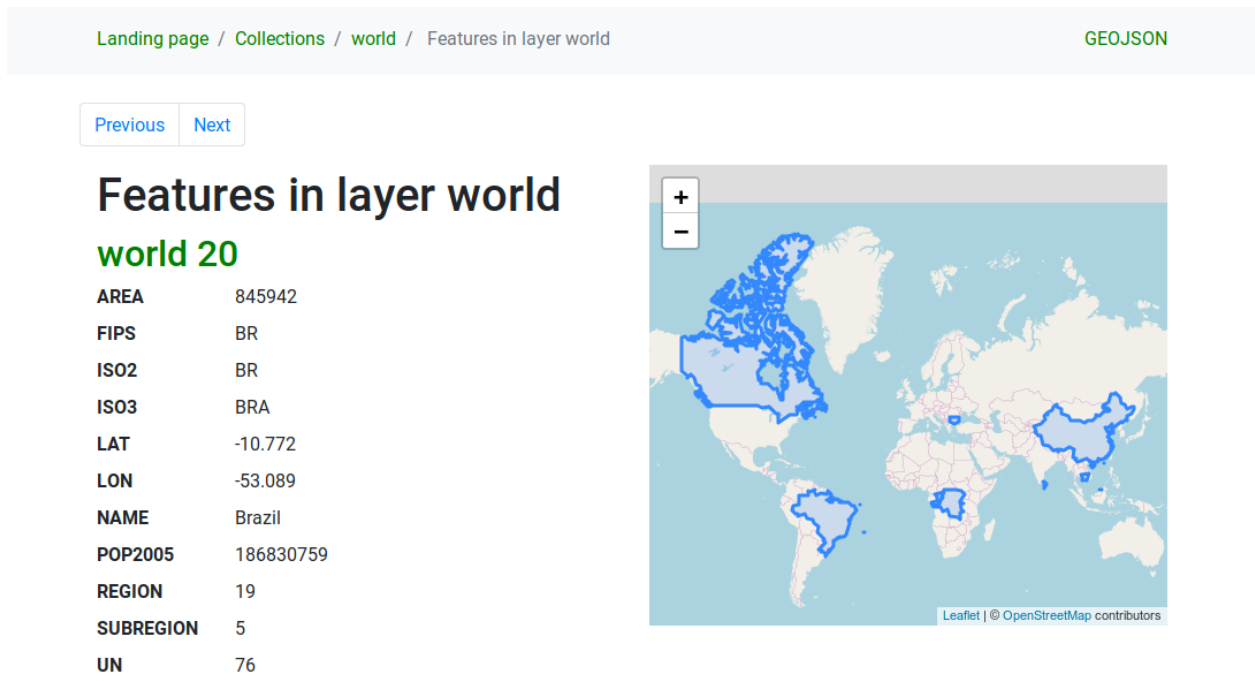 Landing page / Collections / world / Features in layer world GEOJSON
Previous Next
Features in layer world
world 20
AREA 845942
FIPS BR
ISO2 BR
ISO3 BRA
LAT -10.772
LON -53.089
NAME Brazil
POP2005 186830759
REGION 19
SUBREGION 5
UN 76
+
−
Leaflet | © OpenStreetMap contributors